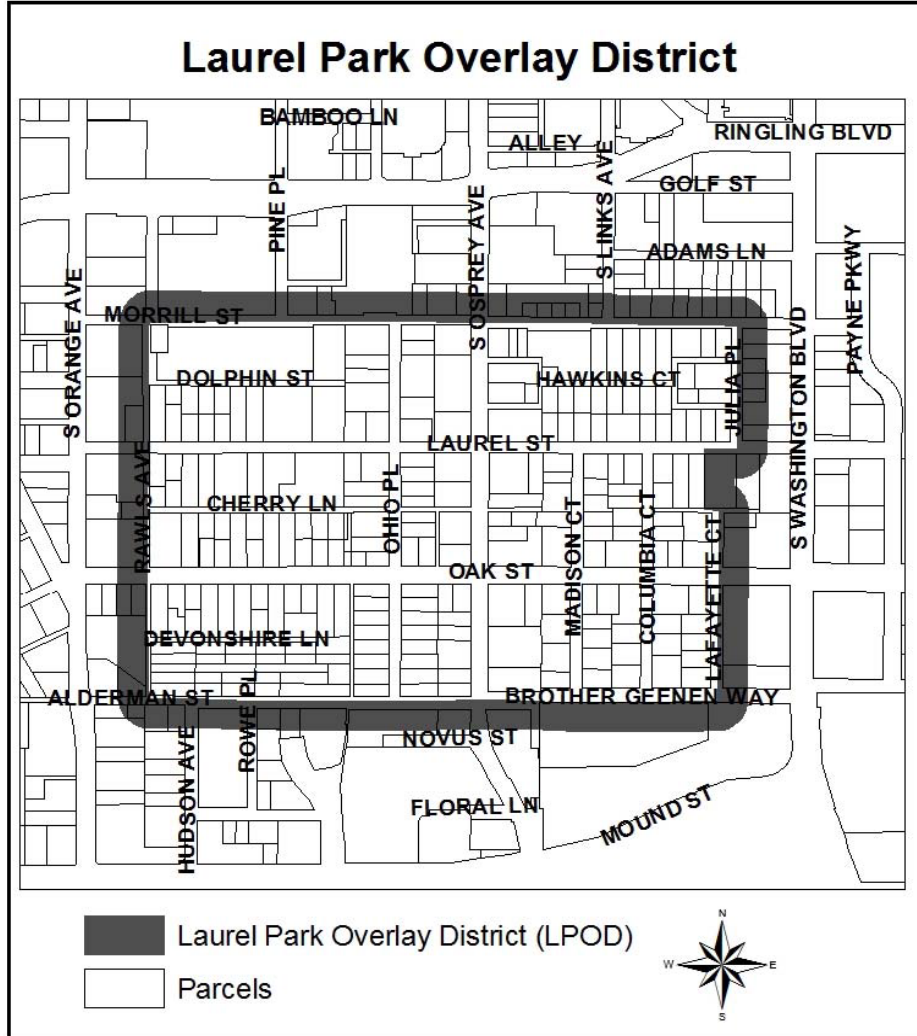 Laurel Park Overlay District
BAMBOO LN
ALLEY
RINGLING BLVD
GOLF ST
PINE PL
S OSPREY AVE
S LINKS AVE
ADAMS LN
PAYNE PKWY
S ORANGE AVE
MORRILL ST
S WASHINGTON BLVD
JULIA PL
DOLPHIN ST
HAWKINS CT
LAUREL ST
RAWLS AVE
CHERRY LN
OHIO PL
MADISON CT
COLUMBIA CT
LAFAYETTE CT
OAK ST
DEVONSHIRE LN
ALDERMAN ST
ROWE PL
BROTHER GEENEN WAY
HUDSON AVE
NOVUS ST
FLORAL LN
MOUND ST
Laurel Park Overlay District (LPOD)
Parcels
N
W
E
S